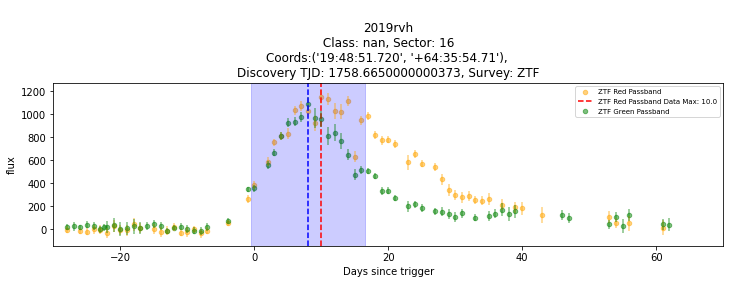 2019rvh
Class: nan, Sector: 16
Coords:('19:48:51.720', '+64:35:54.71'),
Discovery TJD: 1758.6650000000373, Survey: ZTF
ZTF Red Passband
ZTF Red Passband Data Max: 10.0
ZTF Green Passband
flux
1200
1000
800
600
400
200
0
−20
0
20
40
60
Days since trigger